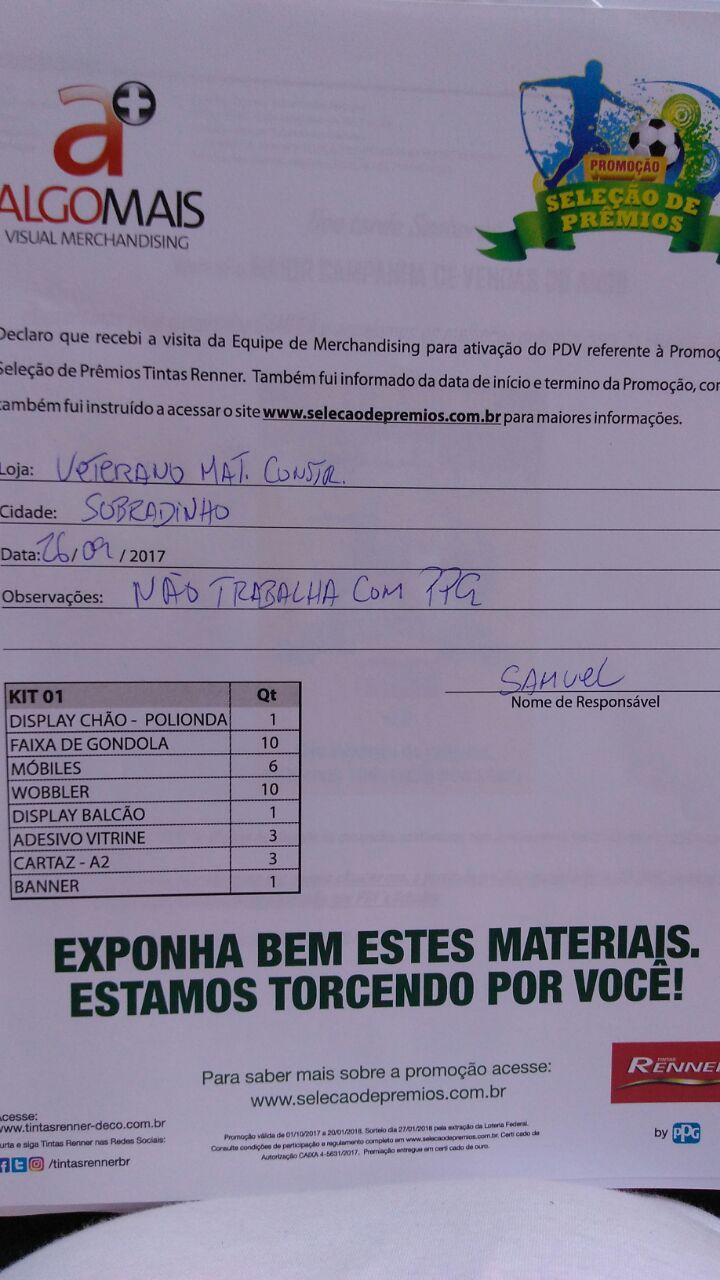 a+
ALGOMAIS
VISUAL MERCHANDISING
PROMOÇÃO
SELEÇÃO DE
PRÊMIOS
Declaro que recebi a visita da Equipe de Merchandising para ativação do PDV referente à Promoç
Seleção de Prêmios Tintas Renner. Também fui informado da data de início e termino da Promoção, com
também fui instruído a acessar o site www.selecaodepremios.com.br para maiores informações.
Loja: VETERANO MAT. CONSTR.
Cidade: SOBRADINHO
Data: 26/09/2017
Observações: NÃO TRABALHA COM PPG
SAMUEL
Nome de Responsável
KIT 01 Qt
DISPLAY CHÃO - POLIONDA 1
FAIXA DE GONDOLA 10
MÓBILES 6
WOBBLER 10
DISPLAY BALCÃO 1
ADESIVO VITRINE 3
CARTAZ - A2 3
BANNER 1
EXPONHA BEM ESTES MATERIAIS.
ESTAMOS TORCENDO POR VOCÊ!
Para saber mais sobre a promoção acesse:
www.selecaodepremios.com.br
TINTAS
RENNER
by PPG
Acesse:
www.tintasrenner-deco.com.br
urta e siga Tintas Renner nas Redes Sociais:
/tintasrennerbr
Promoção válida de 01/10/2017 a 20/01/2018. Sorteio dia 27/01/2018 pela extração da Loteria Federal.
Consulte condições de participação e regulamento completo em www.selecaodepremios.com.br. Certi cado de
Autorização CAIXA 4-5631/2017. Premiação entregue em certi cado de ouro.